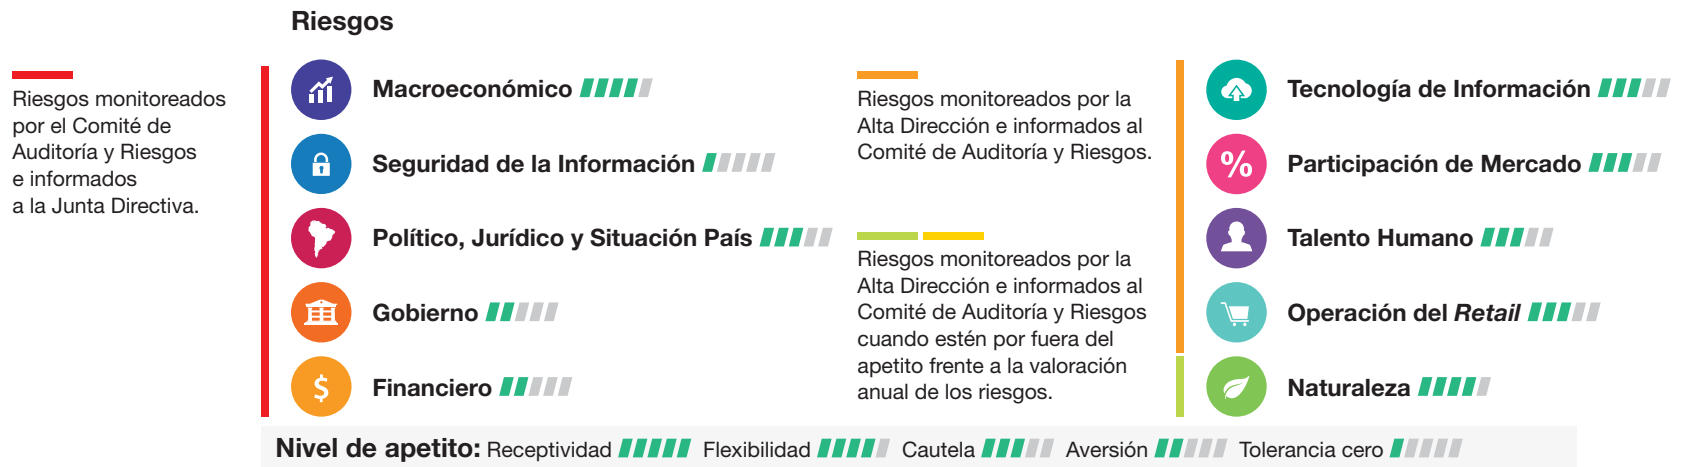 Riesgos
Riesgos monitoreados
por el Comité de
Auditoría y Riesgos
e informados
a la Junta Directiva.
Macroeconómico
Seguridad de la Información
Político, Jurídico y Situación País
Gobierno
$ Financiero
Riesgos monitoreados por la
Alta Dirección e informados al
Comité de Auditoría y Riesgos.
Riesgos monitoreados por la
Alta Dirección e informados al
Comité de Auditoría y Riesgos
cuando estén por fuera del
apetito frente a la valoración
anual de los riesgos.
Tecnología de Información
% Participación de Mercado
Talento Humano
Operación del Retail
Naturaleza
Nivel de apetito: Receptividad Flexibilidad Cautela Aversión Tolerancia cero